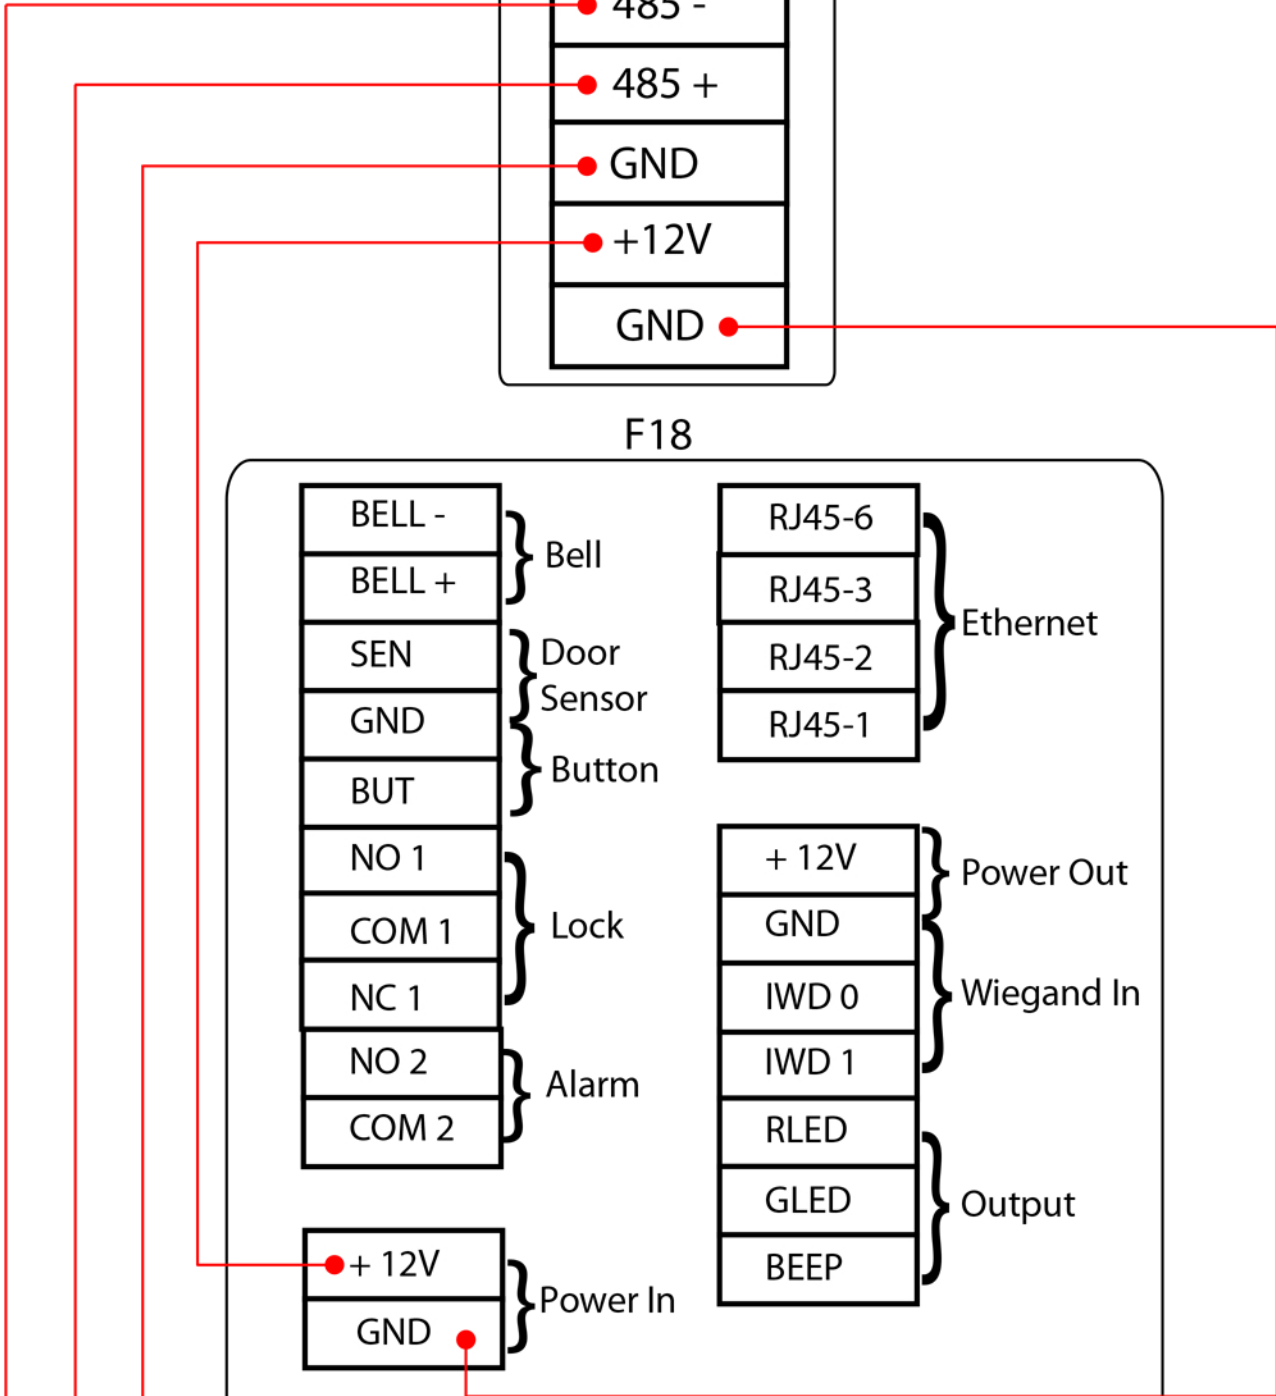 485 -
485 +
GND
+12V
GND
F18
BELL -
BELL +
Bell
SEN
GND
Door
Sensor
BUT
Button
NO 1
COM 1
NC 1
Lock
NO 2
COM 2
Alarm
+ 12V
GND
Power In
RJ45-6
RJ45-3
RJ45-2
RJ45-1
Ethernet
+ 12V
GND
Power Out
IWD 0
IWD 1
Wiegand In
RLED
GLED
BEEP
Output